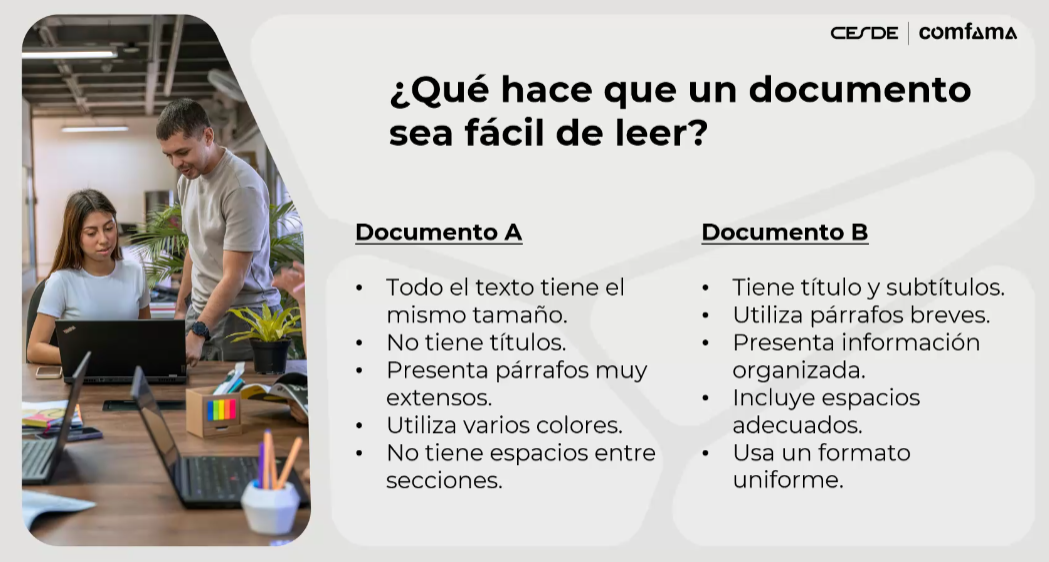 CESDE | comfama
¿Qué hace que un documento
sea fácil de leer?
Documento A
• Todo el texto tiene el
mismo tamaño.
• No tiene títulos.
• Presenta párrafos muy
extensos.
• Utiliza varios colores.
• No tiene espacios entre
secciones.
Documento B
• Tiene título y subtítulos.
• Utiliza párrafos breves.
• Presenta información
organizada.
• Incluye espacios
adecuados.
• Usa un formato
uniforme.